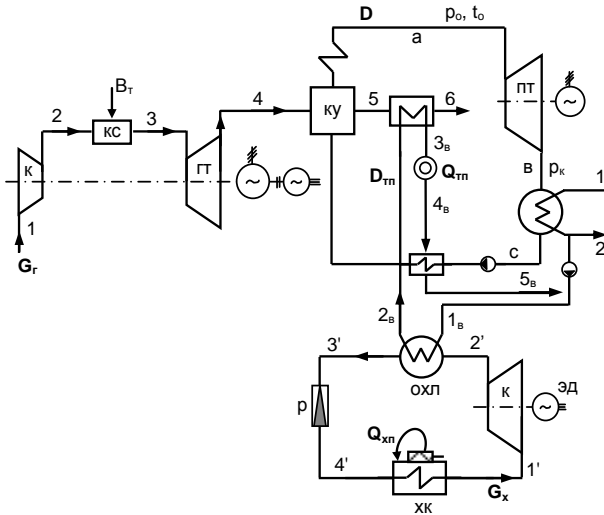 D pₒ, tₒ
a
Bт
2 3 4 5 6
кс ку пт
3в
к гт Dтп Qтп в pк
1
4в
1
2
Gг
с
5в
2в 1в
3' 2'
охл
эд
р к
Qхп
4' Gх 1'
хк